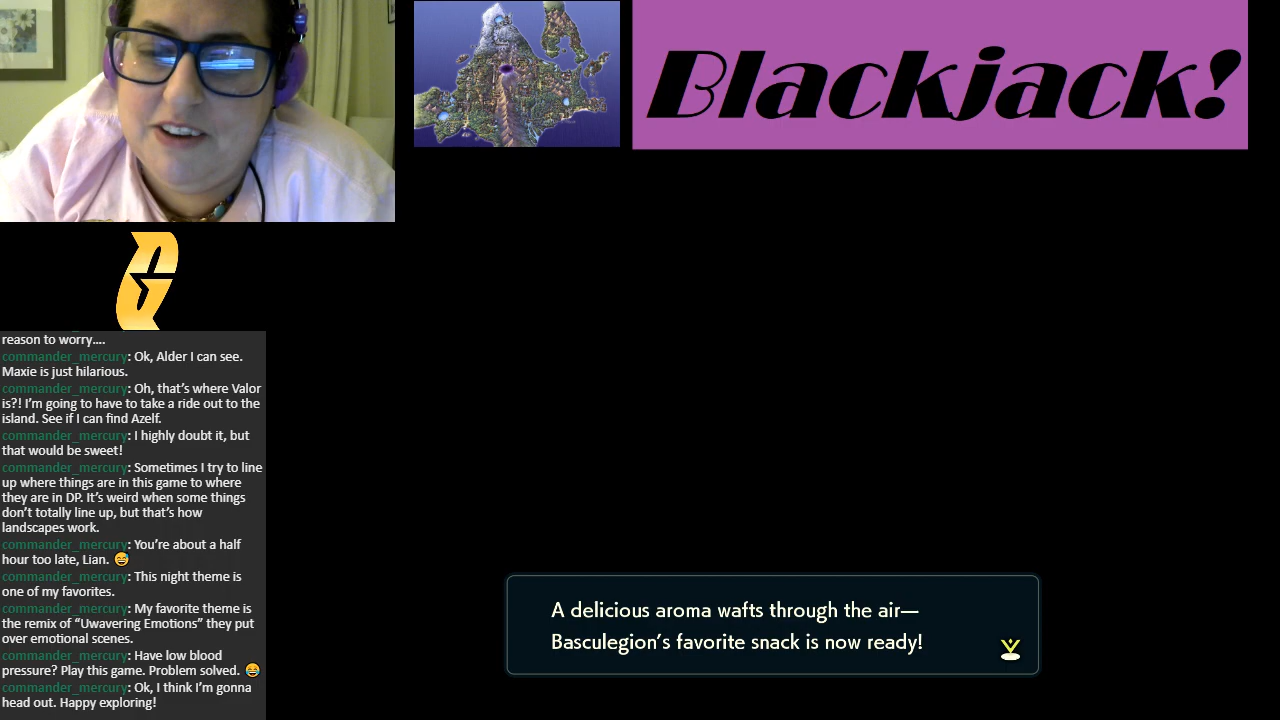 Blackjack!
reason to worry....
commander_mercury: Ok, Alder I can see.
Maxie is just hilarious.
commander_mercury: Oh, that's where Valor
is?! I'm going to have to take a ride out to the
island. See if I can find Azelf.
commander_mercury: I highly doubt it, but
that would be sweet!
commander_mercury: Sometimes I try to line
up where things are in this game to where
they are in DP. It's weird when some things
don't totally line up, but that's how
landscapes work.
commander_mercury: You're about a half
hour too late, Lian. 😅
commander_mercury: This night theme is
one of my favorites.
commander_mercury: My favorite theme is
the remix of “Uwavering Emotions” they put
over emotional scenes.
commander_mercury: Have low blood
pressure? Play this game. Problem solved. 😅
commander_mercury: Ok, I think I'm gonna
head out. Happy exploring!
A delicious aroma wafts through the air—
Basculegion's favorite snack is now ready!